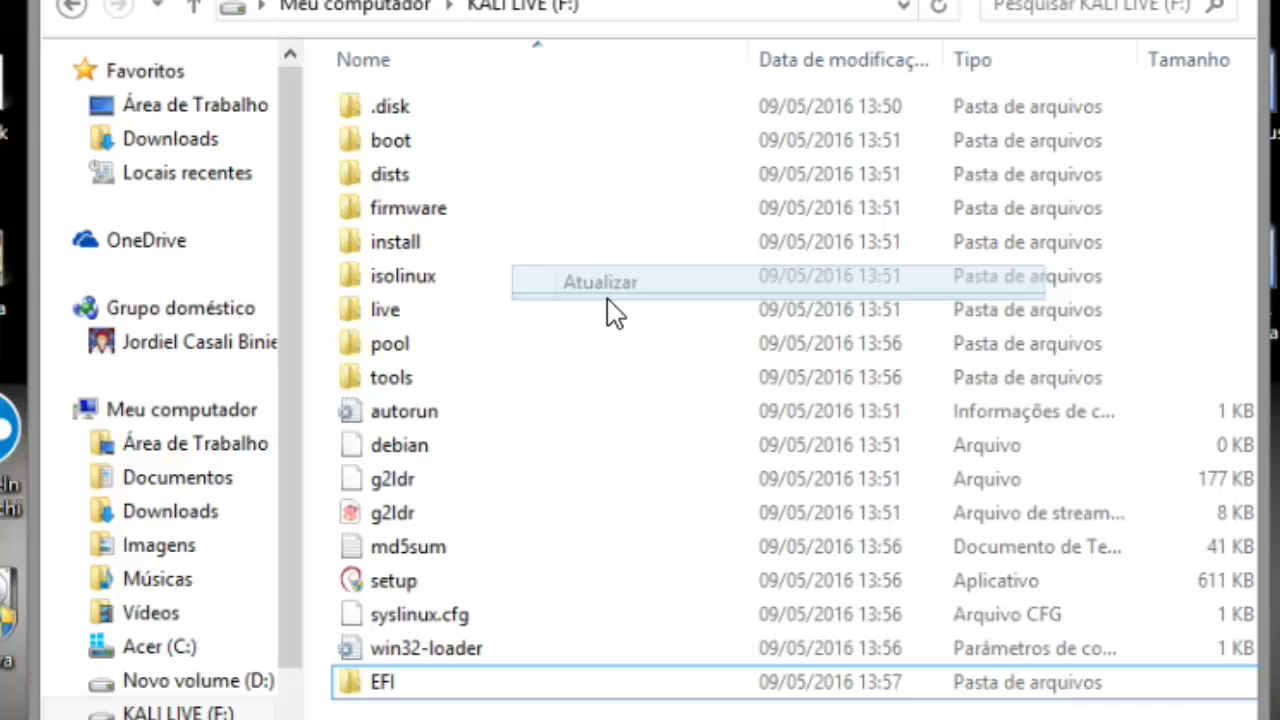 Meu computador KALI LIVE (F:) Pesquisar KALI LIVE (F:)
Nome Data de modificaç... Tipo Tamanho
Favoritos
Área de Trabalho
Downloads
Locais recentes
OneDrive
Grupo doméstico
Jordiel Casali Binie
Meu computador
Área de Trabalho
Documentos
Downloads
Imagens
Músicas
Vídeos
Acer (C:)
Novo volume (D:)
KALI LIVE (F:)
.disk 09/05/2016 13:50 Pasta de arquivos
boot 09/05/2016 13:51 Pasta de arquivos
dists 09/05/2016 13:51 Pasta de arquivos
firmware 09/05/2016 13:51 Pasta de arquivos
install 09/05/2016 13:51 Pasta de arquivos
isolinux 09/05/2016 13:51 Pasta de arquivos
Atualizar
live 09/05/2016 13:51 Pasta de arquivos
pool 09/05/2016 13:56 Pasta de arquivos
tools 09/05/2016 13:56 Pasta de arquivos
autorun 09/05/2016 13:51 Informações de c... 1 KB
debian 09/05/2016 13:51 Arquivo 0 KB
g2ldr 09/05/2016 13:51 Arquivo 177 KB
g2ldr 09/05/2016 13:51 Arquivo de stream... 8 KB
md5sum 09/05/2016 13:56 Documento de Te... 41 KB
setup 09/05/2016 13:56 Aplicativo 611 KB
syslinux.cfg 09/05/2016 13:56 Arquivo CFG 1 KB
win32-loader 09/05/2016 13:56 Parâmetros de co... 1 KB
EFI 09/05/2016 13:57 Pasta de arquivos